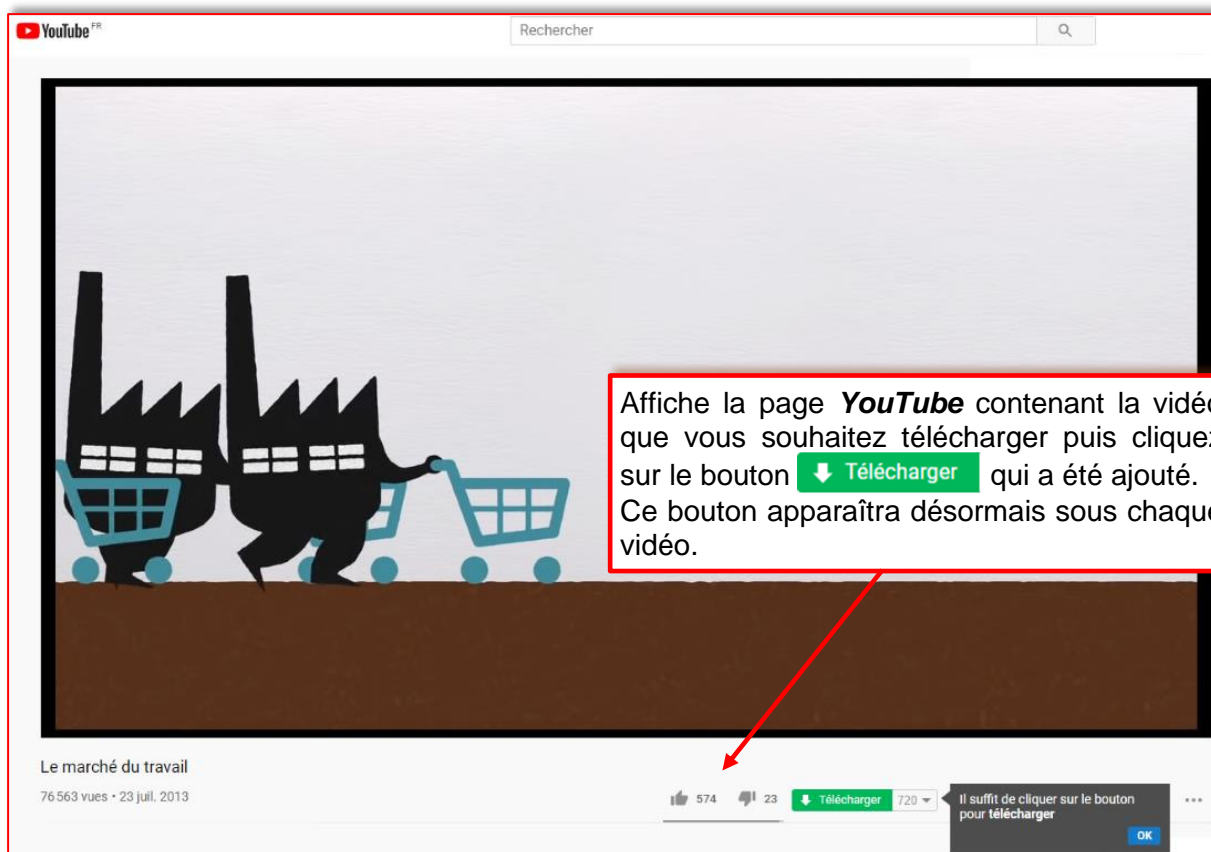 YouTube FR
Rechercher
Affiche la page YouTube contenant la vidéo
que vous souhaitez télécharger puis cliquez
sur le bouton Télécharger qui a été ajouté.
Ce bouton apparaîtra désormais sous chaque
vidéo.
Le marché du travail
76 563 vues • 23 juil. 2013
574 23 Télécharger 720
Il suffit de cliquer sur le bouton
pour télécharger
OK